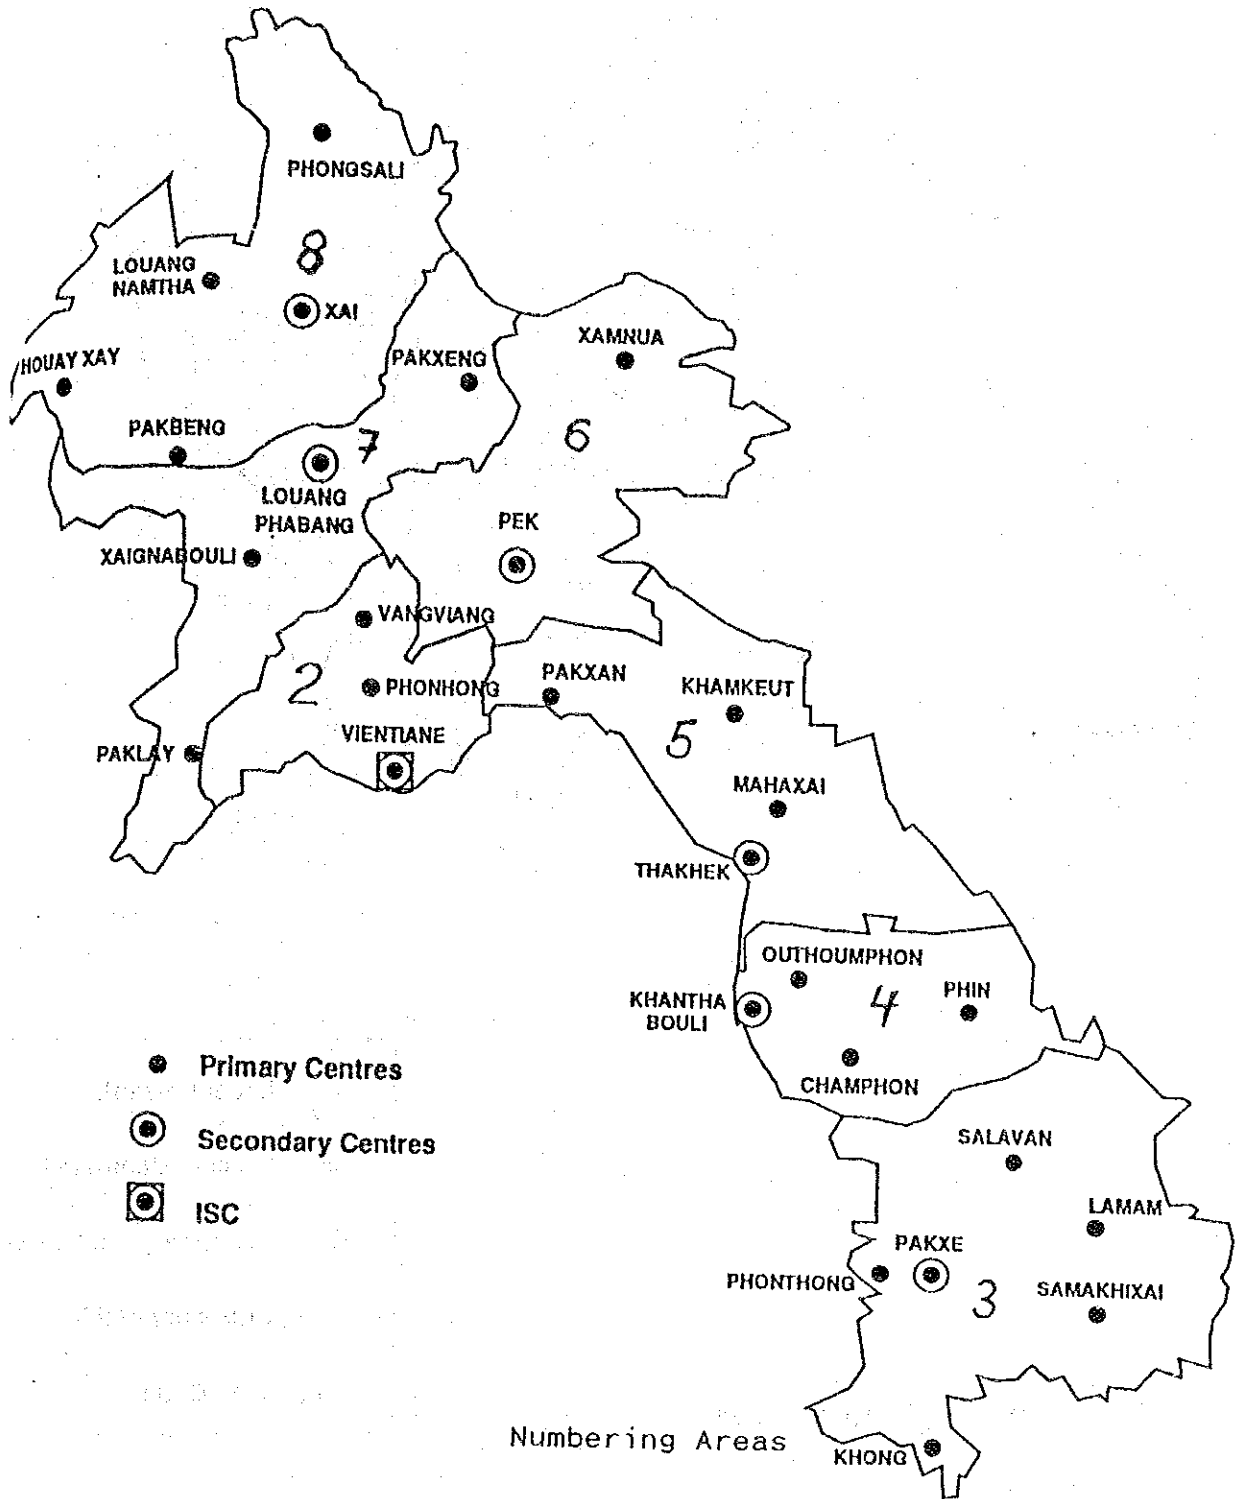 PHONGSALI
8
LOUANG
NAMTHA
XAI
XAMNUA
HOUAY XAY
PAKXENG
PAKBENG
7
6
LOUANG
PHABANG
PEK
XAIGNABOULI
VANGVIANG
2
PHONHONG
PAKXAN
KHAMKEUT
VIENTIANE
5
PAKLAY
MAHAXAI
THAKHEK
OUTHOUMPHON
KHANTHA
BOULI
4
PHIN
CHAMPHON
Primary Centres
Secondary Centres
ISC
SALAVAN
LAMAM
PAKXE
PHONTHONG
3
SAMAKHIXAI
KHONG
Numbering Areas